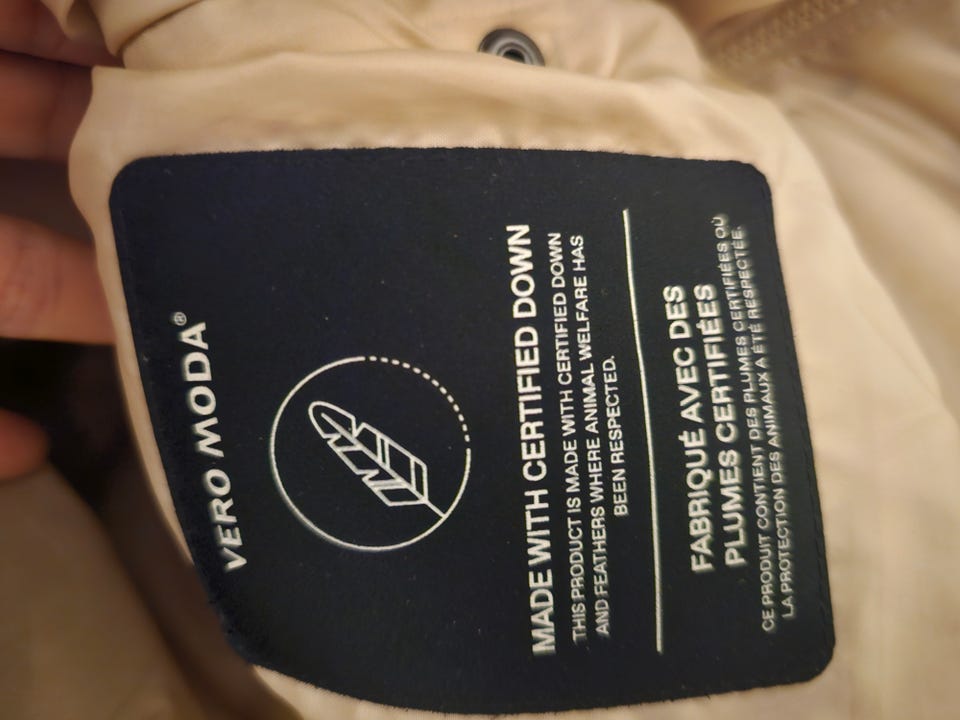 VERO MODA®
MADE WITH CERTIFIED DOWN
THIS PRODUCT IS MADE WITH CERTIFIED DOWN
AND FEATHERS WHERE ANIMAL WELFARE HAS
BEEN RESPECTED.
FABRIQUÉ AVEC DES
PLUMES CERTIFIÉES
CE PRODUIT CONTIENT DES PLUMES CERTIFIÉES OÙ
LA PROTECTION DES ANIMAUX A ÉTÉ RESPECTÉE.